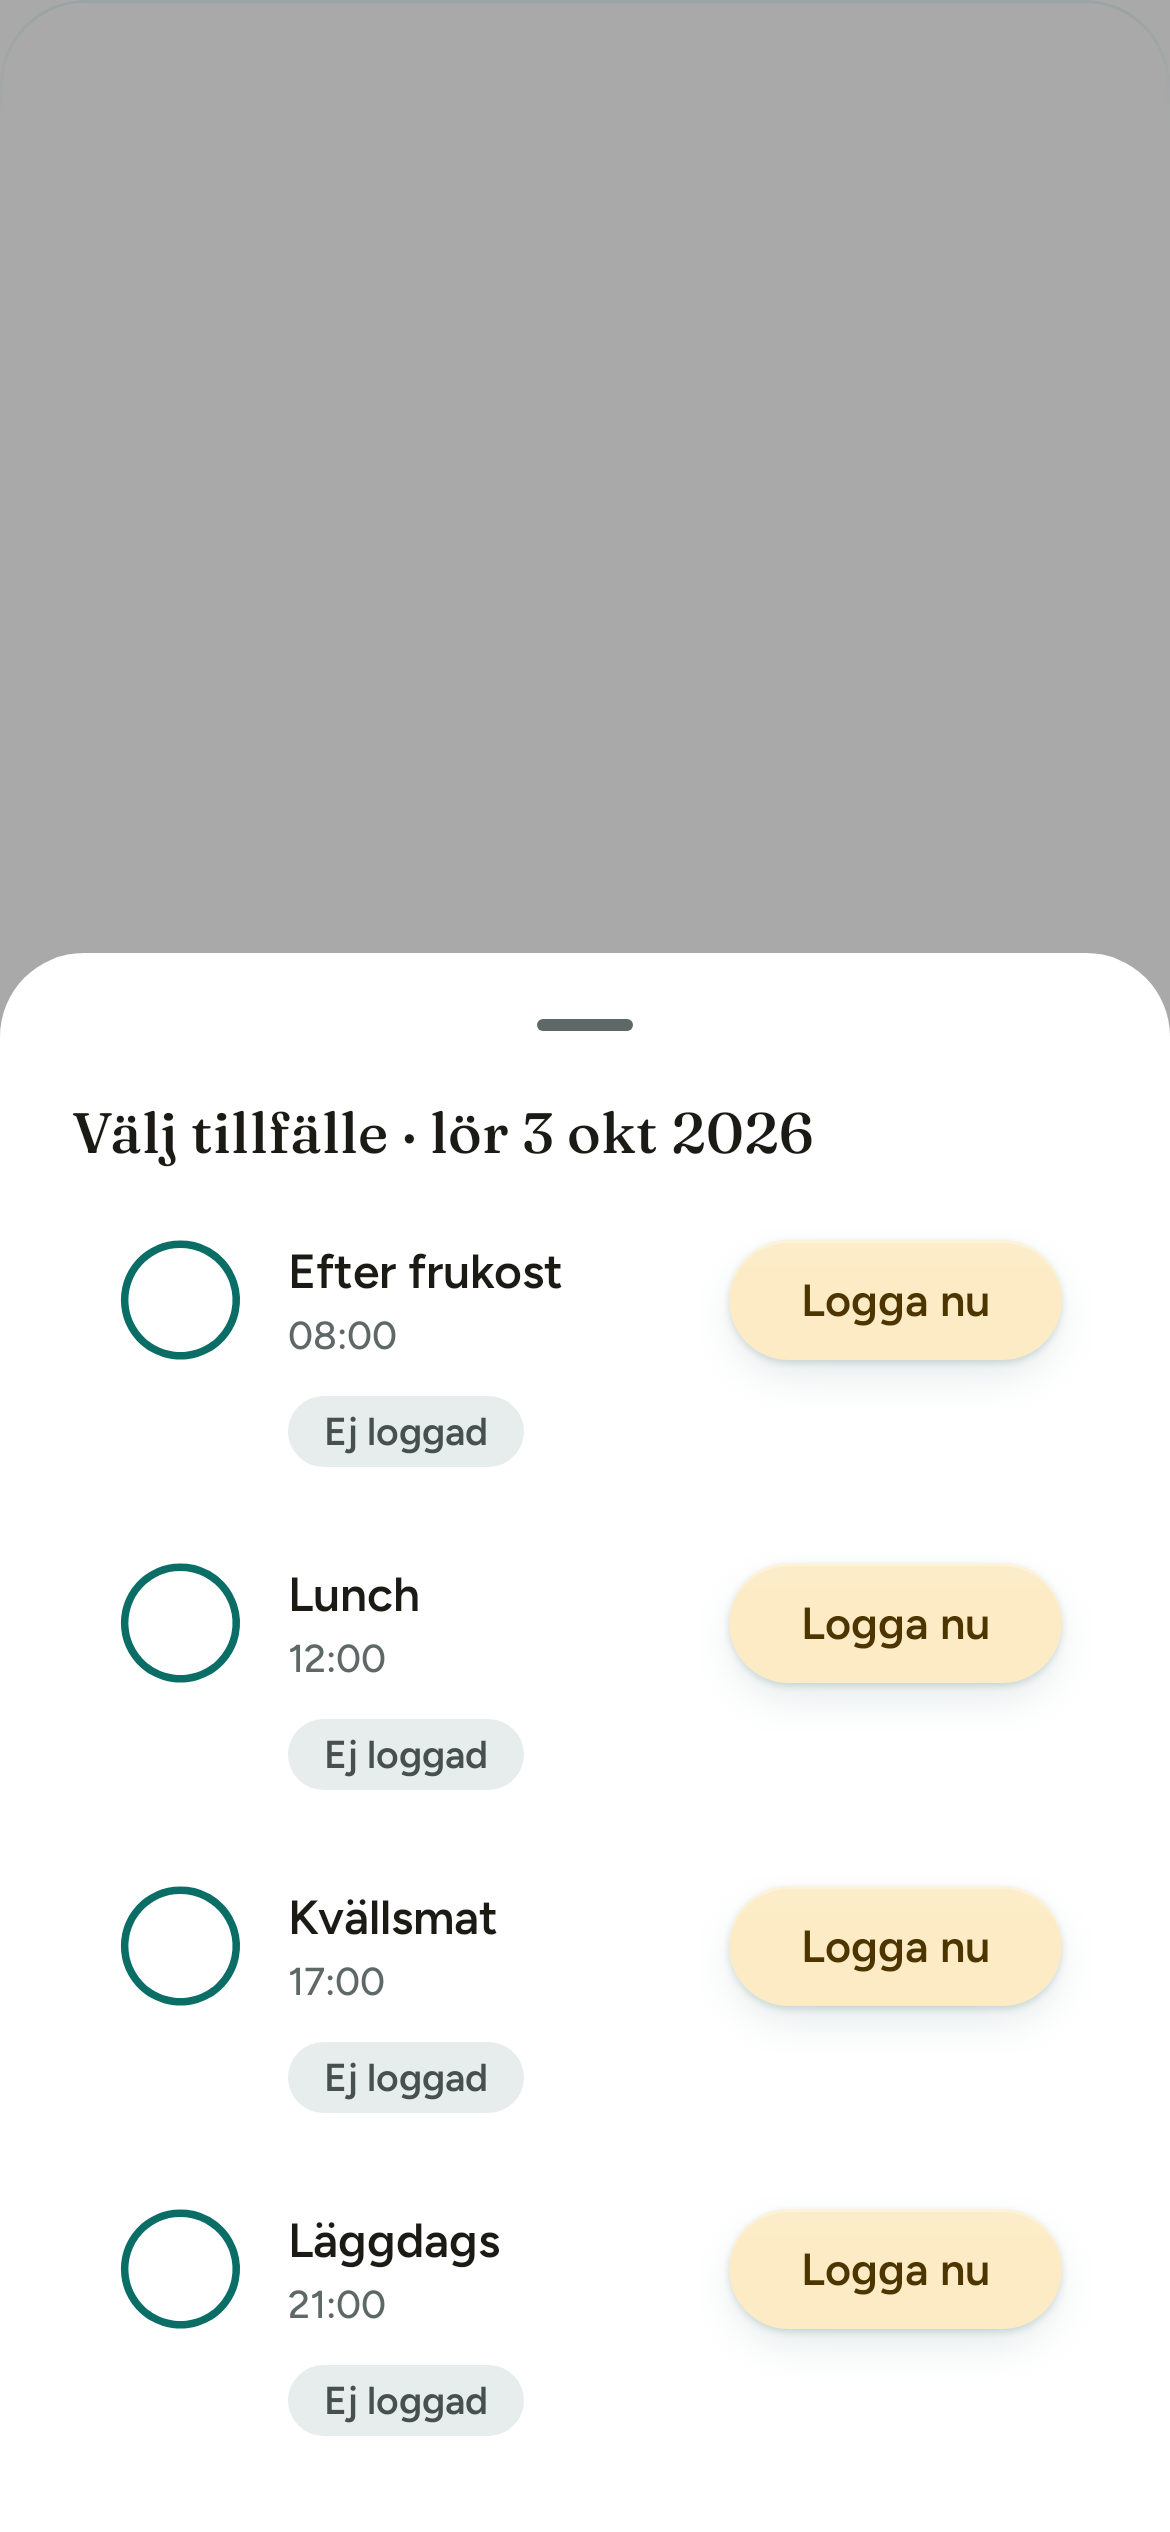 Välj tillfälle · lör 3 okt 2026
Efter frukost
Logga nu
08:00
Ej loggad
Lunch
Logga nu
12:00
Ej loggad
Kvällsmat
Logga nu
17:00
Ej loggad
Läggdags
Logga nu
21:00
Ej loggad